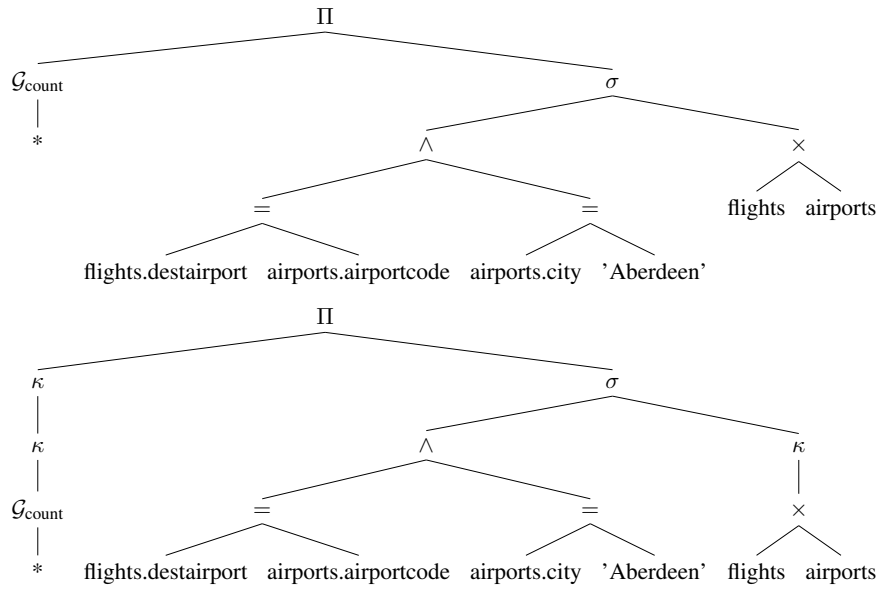 Π
𝒢count σ
* ∧ ×
= = flights airports
flights.destairport airports.airportcode airports.city 'Aberdeen'
Π
κ σ
κ ∧ κ
𝒢count = = ×
* flights.destairport airports.airportcode airports.city 'Aberdeen' flights airports